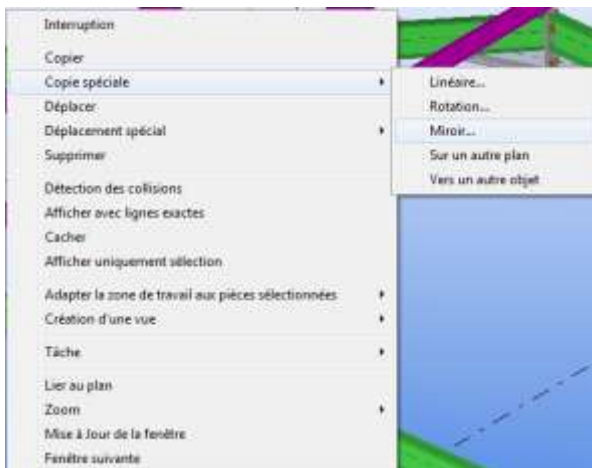 Interruption
Copier
Copie spéciale
Déplacer
Déplacement spécial
Supprimer
Détection des collisions
Afficher avec lignes exactes
Cacher
Afficher uniquement sélection
Adapter la zone de travail aux pièces sélectionnées
Création d'une vue
Tâche
Lier au plan
Zoom
Mise à Jour de la fenêtre
Fenêtre suivante
Linéaire...
Rotation...
Miroir...
Sur un autre plan
Vers un autre objet